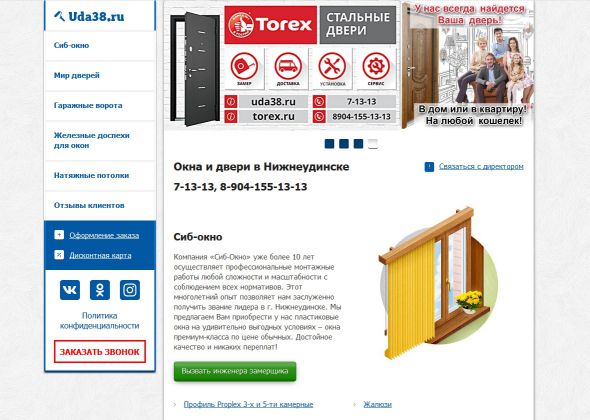 Uda38.ru
Сиб-окно
Мир дверей
Гаражные ворота
Железные доспехи
для окон
Натяжные потолки
Отзывы клиентов
Оформление заказа
Дисконтная карта
Политика
конфиденциальности
ЗАКАЗАТЬ ЗВОНОК
Torex
СТАЛЬНЫЕ
ДВЕРИ
ЗАМЕР
ДОСТАВКА
УСТАНОВКА
СЕРВИС
uda38.ru
7-13-13
torex.ru
8904-155-13-13
У нас всегда найдется
Ваша дверь!
В дом или в квартиру!
На любой кошелек!
Окна и двери в Нижнеудинске
7-13-13, 8-904-155-13-13
Связаться с директором
Сиб-окно
Компания «Сиб-Окно» уже более 10 лет
осуществляет профессиональные монтажные
работы любой сложности и масштабности с
соблюдением всех нормативов. Этот
многолетний опыт позволяет нам заслуженно
получить звание лидера в г. Нижнеудинске. Мы
предлагаем Вам приобрести у нас пластиковые
окна на удивительно выгодных условиях – окна
премиум-класса по цене обычных. Достойное
качество и никаких переплат!
Вызвать инженера замерщика
Профиль Proplex 3-х и 5-ти камерные
Жалюзи